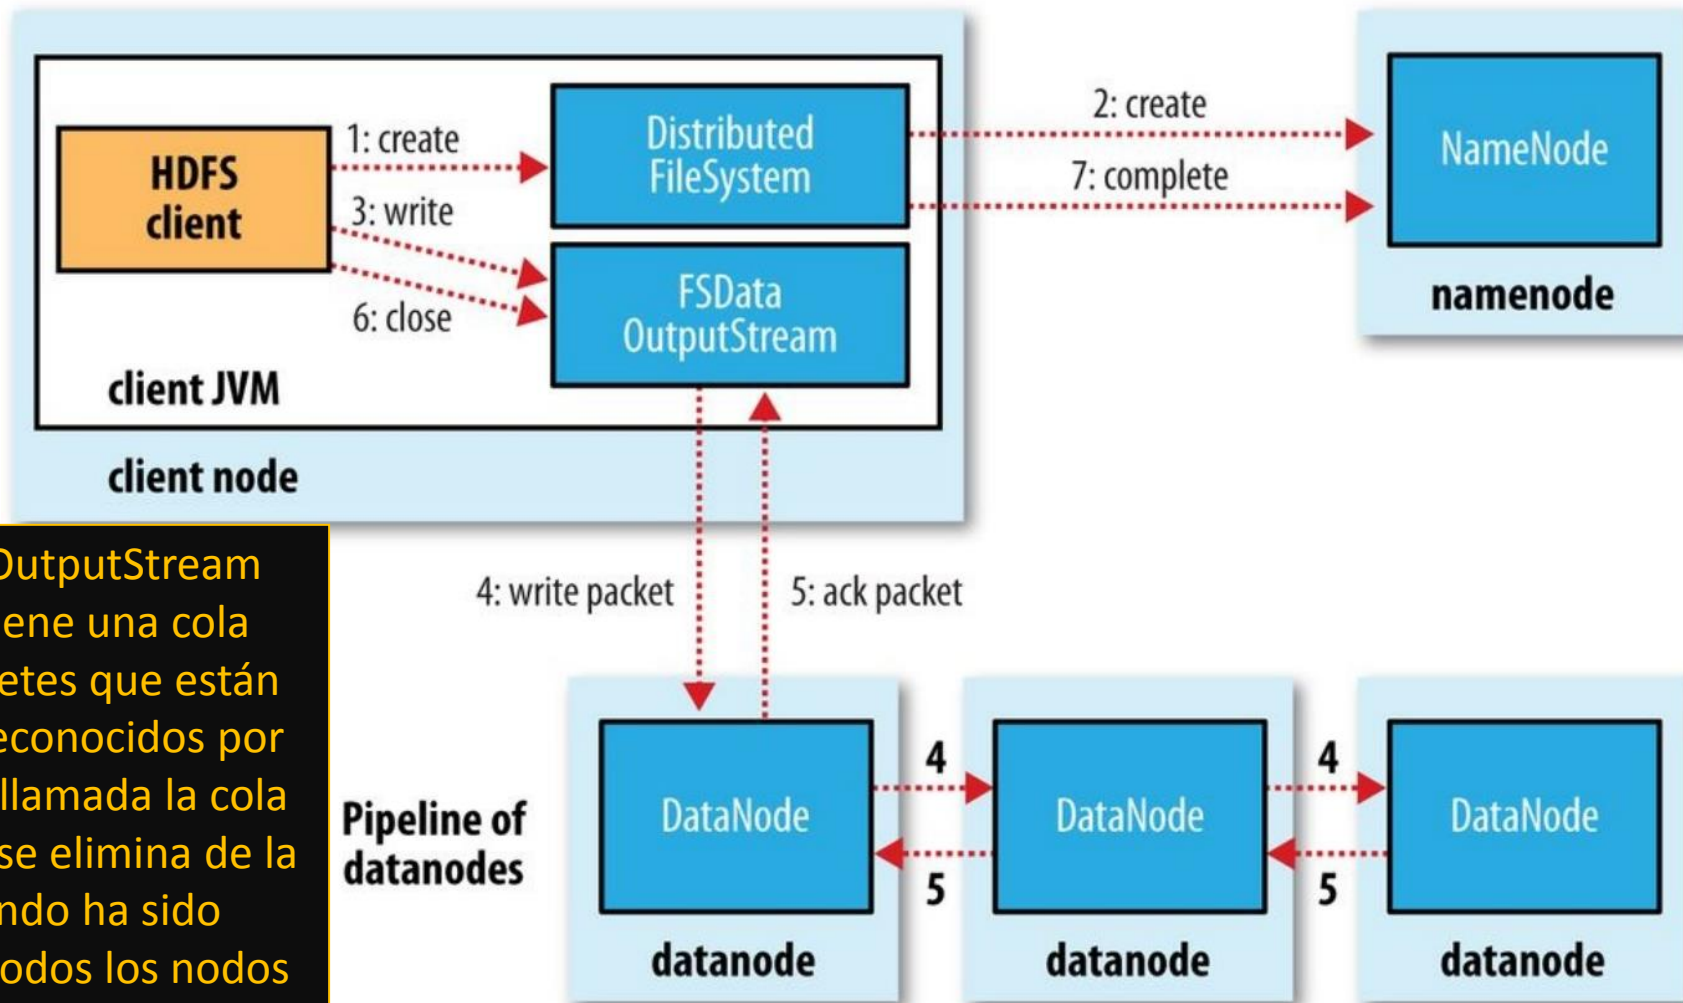 HDFS
client
1: create
3: write
6: close
Distributed
FileSystem
FSData
OutputStream
client JVM
client node
2: create
7: complete
NameNode
namenode
OutputStream
ene una cola
etes que están
econocidos por
llamada la cola
se elimina de la
ndo ha sido
odos los nodos
4: write packet
5: ack packet
Pipeline of
datanodes
DataNode
datanode
4
5
DataNode
datanode
4
5
DataNode
datanode